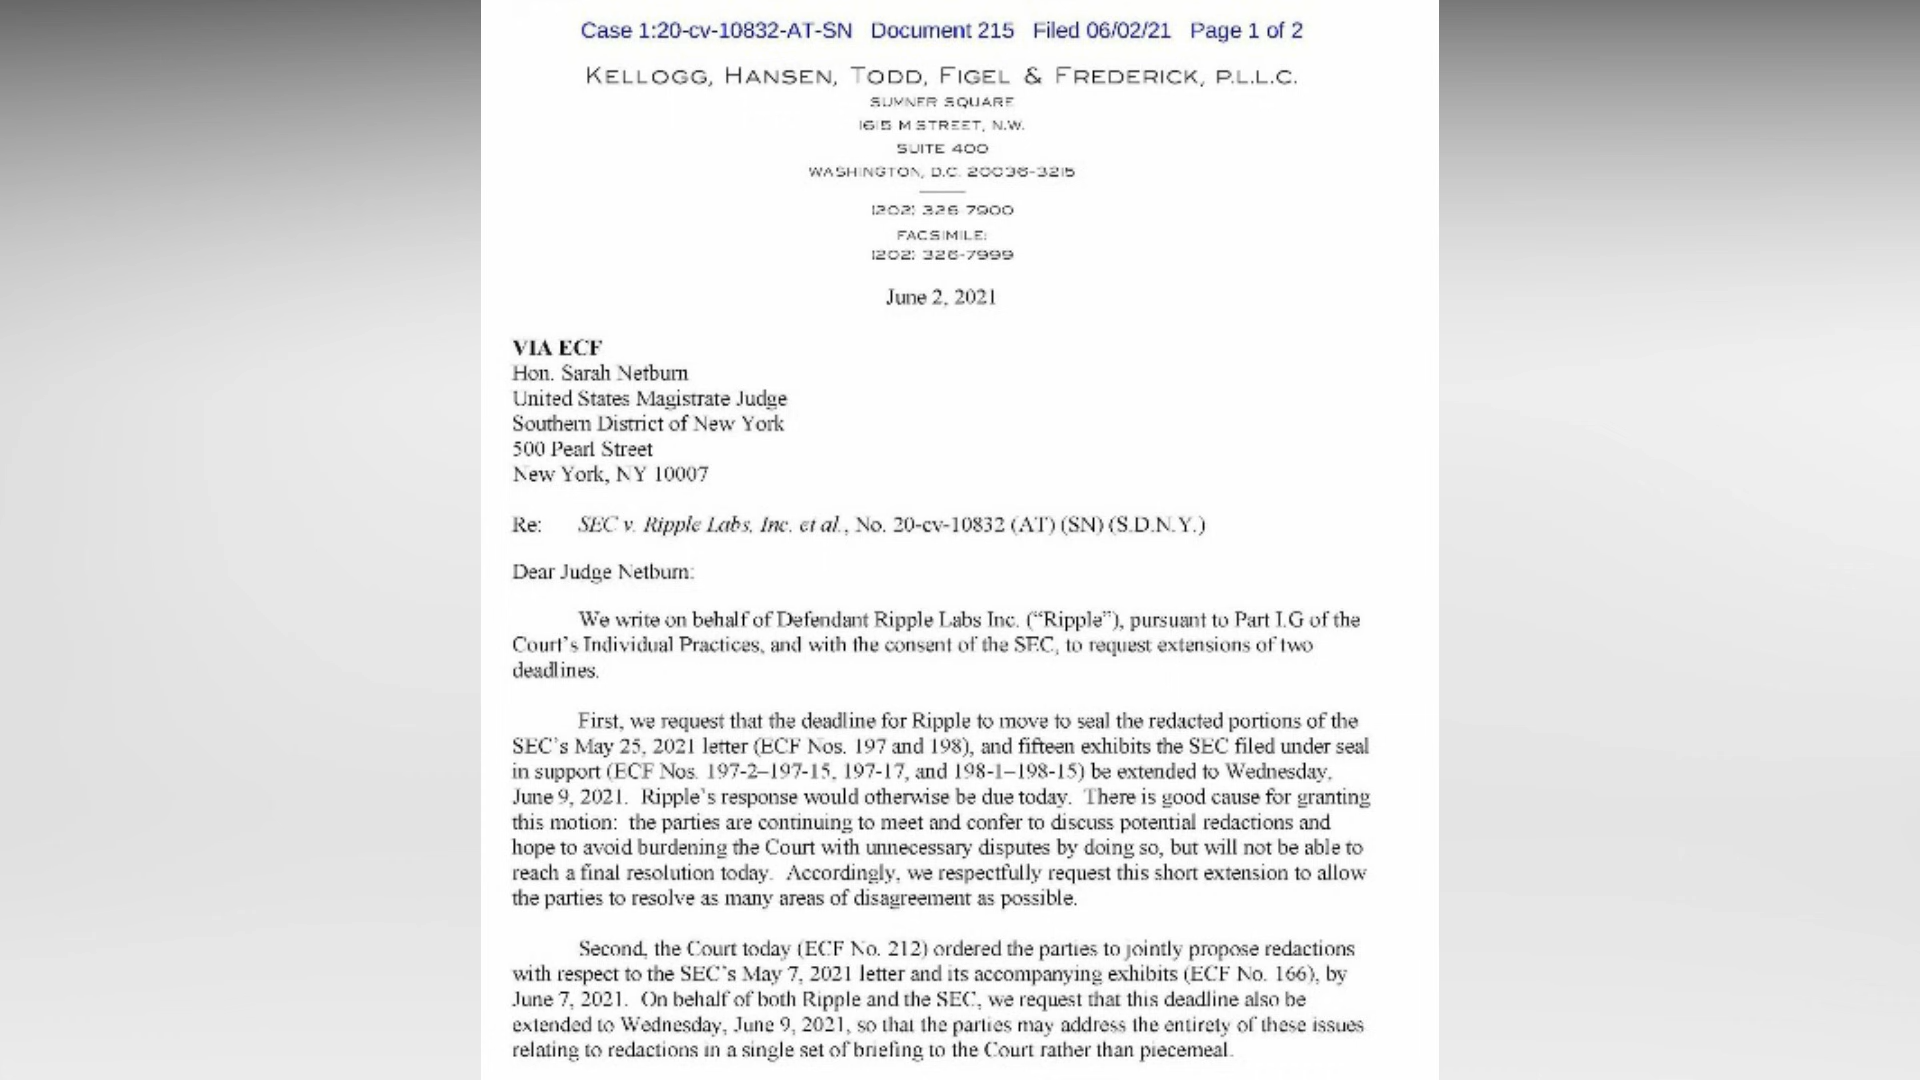 Case 1:20-cv-10832-AT-SN Document 215 Filed 06/02/21 Page 1 of 2
KELLOGG, HANSEN, TODD, FIGEL & FREDERICK, P.L.L.C.
SUMNER SQUARE
1615 M STREET, N.W.
SUITE 400
WASHINGTON, D.C. 20036-3215
(202) 326-7900
FACSIMILE:
(202) 326-7999
June 2, 2021
VIA ECF
Hon. Sarah Netburn
United States Magistrate Judge
Southern District of New York
500 Pearl Street
New York, NY 10007
Re: SEC v. Ripple Labs, Inc. et al., No. 20-cv-10832 (AT) (SN) (S.D.N.Y.)
Dear Judge Netburn:
We write on behalf of Defendant Ripple Labs Inc. (“Ripple”), pursuant to Part I.G of the
Court’s Individual Practices, and with the consent of the SEC, to request extensions of two
deadlines.
First, we request that the deadline for Ripple to move to seal the redacted portions of the
SEC’s May 25, 2021 letter (ECF Nos. 197 and 198), and fifteen exhibits the SEC filed under seal
in support (ECF Nos. 197-2–197-15, 197-17, and 198-1–198-15) be extended to Wednesday,
June 9, 2021. Ripple’s response would otherwise be due today. There is good cause for granting
this motion: the parties are continuing to meet and confer to discuss potential redactions and
hope to avoid burdening the Court with unnecessary disputes by doing so, but will not be able to
reach a final resolution today. Accordingly, we respectfully request this short extension to allow
the parties to resolve as many areas of disagreement as possible.
Second, the Court today (ECF No. 212) ordered the parties to jointly propose redactions
with respect to the SEC’s May 7, 2021 letter and its accompanying exhibits (ECF No. 166), by
June 7, 2021. On behalf of both Ripple and the SEC, we request that this deadline also be
extended to Wednesday, June 9, 2021, so that the parties may address the entirety of these issues
relating to redactions in a single set of briefing to the Court rather than piecemeal.